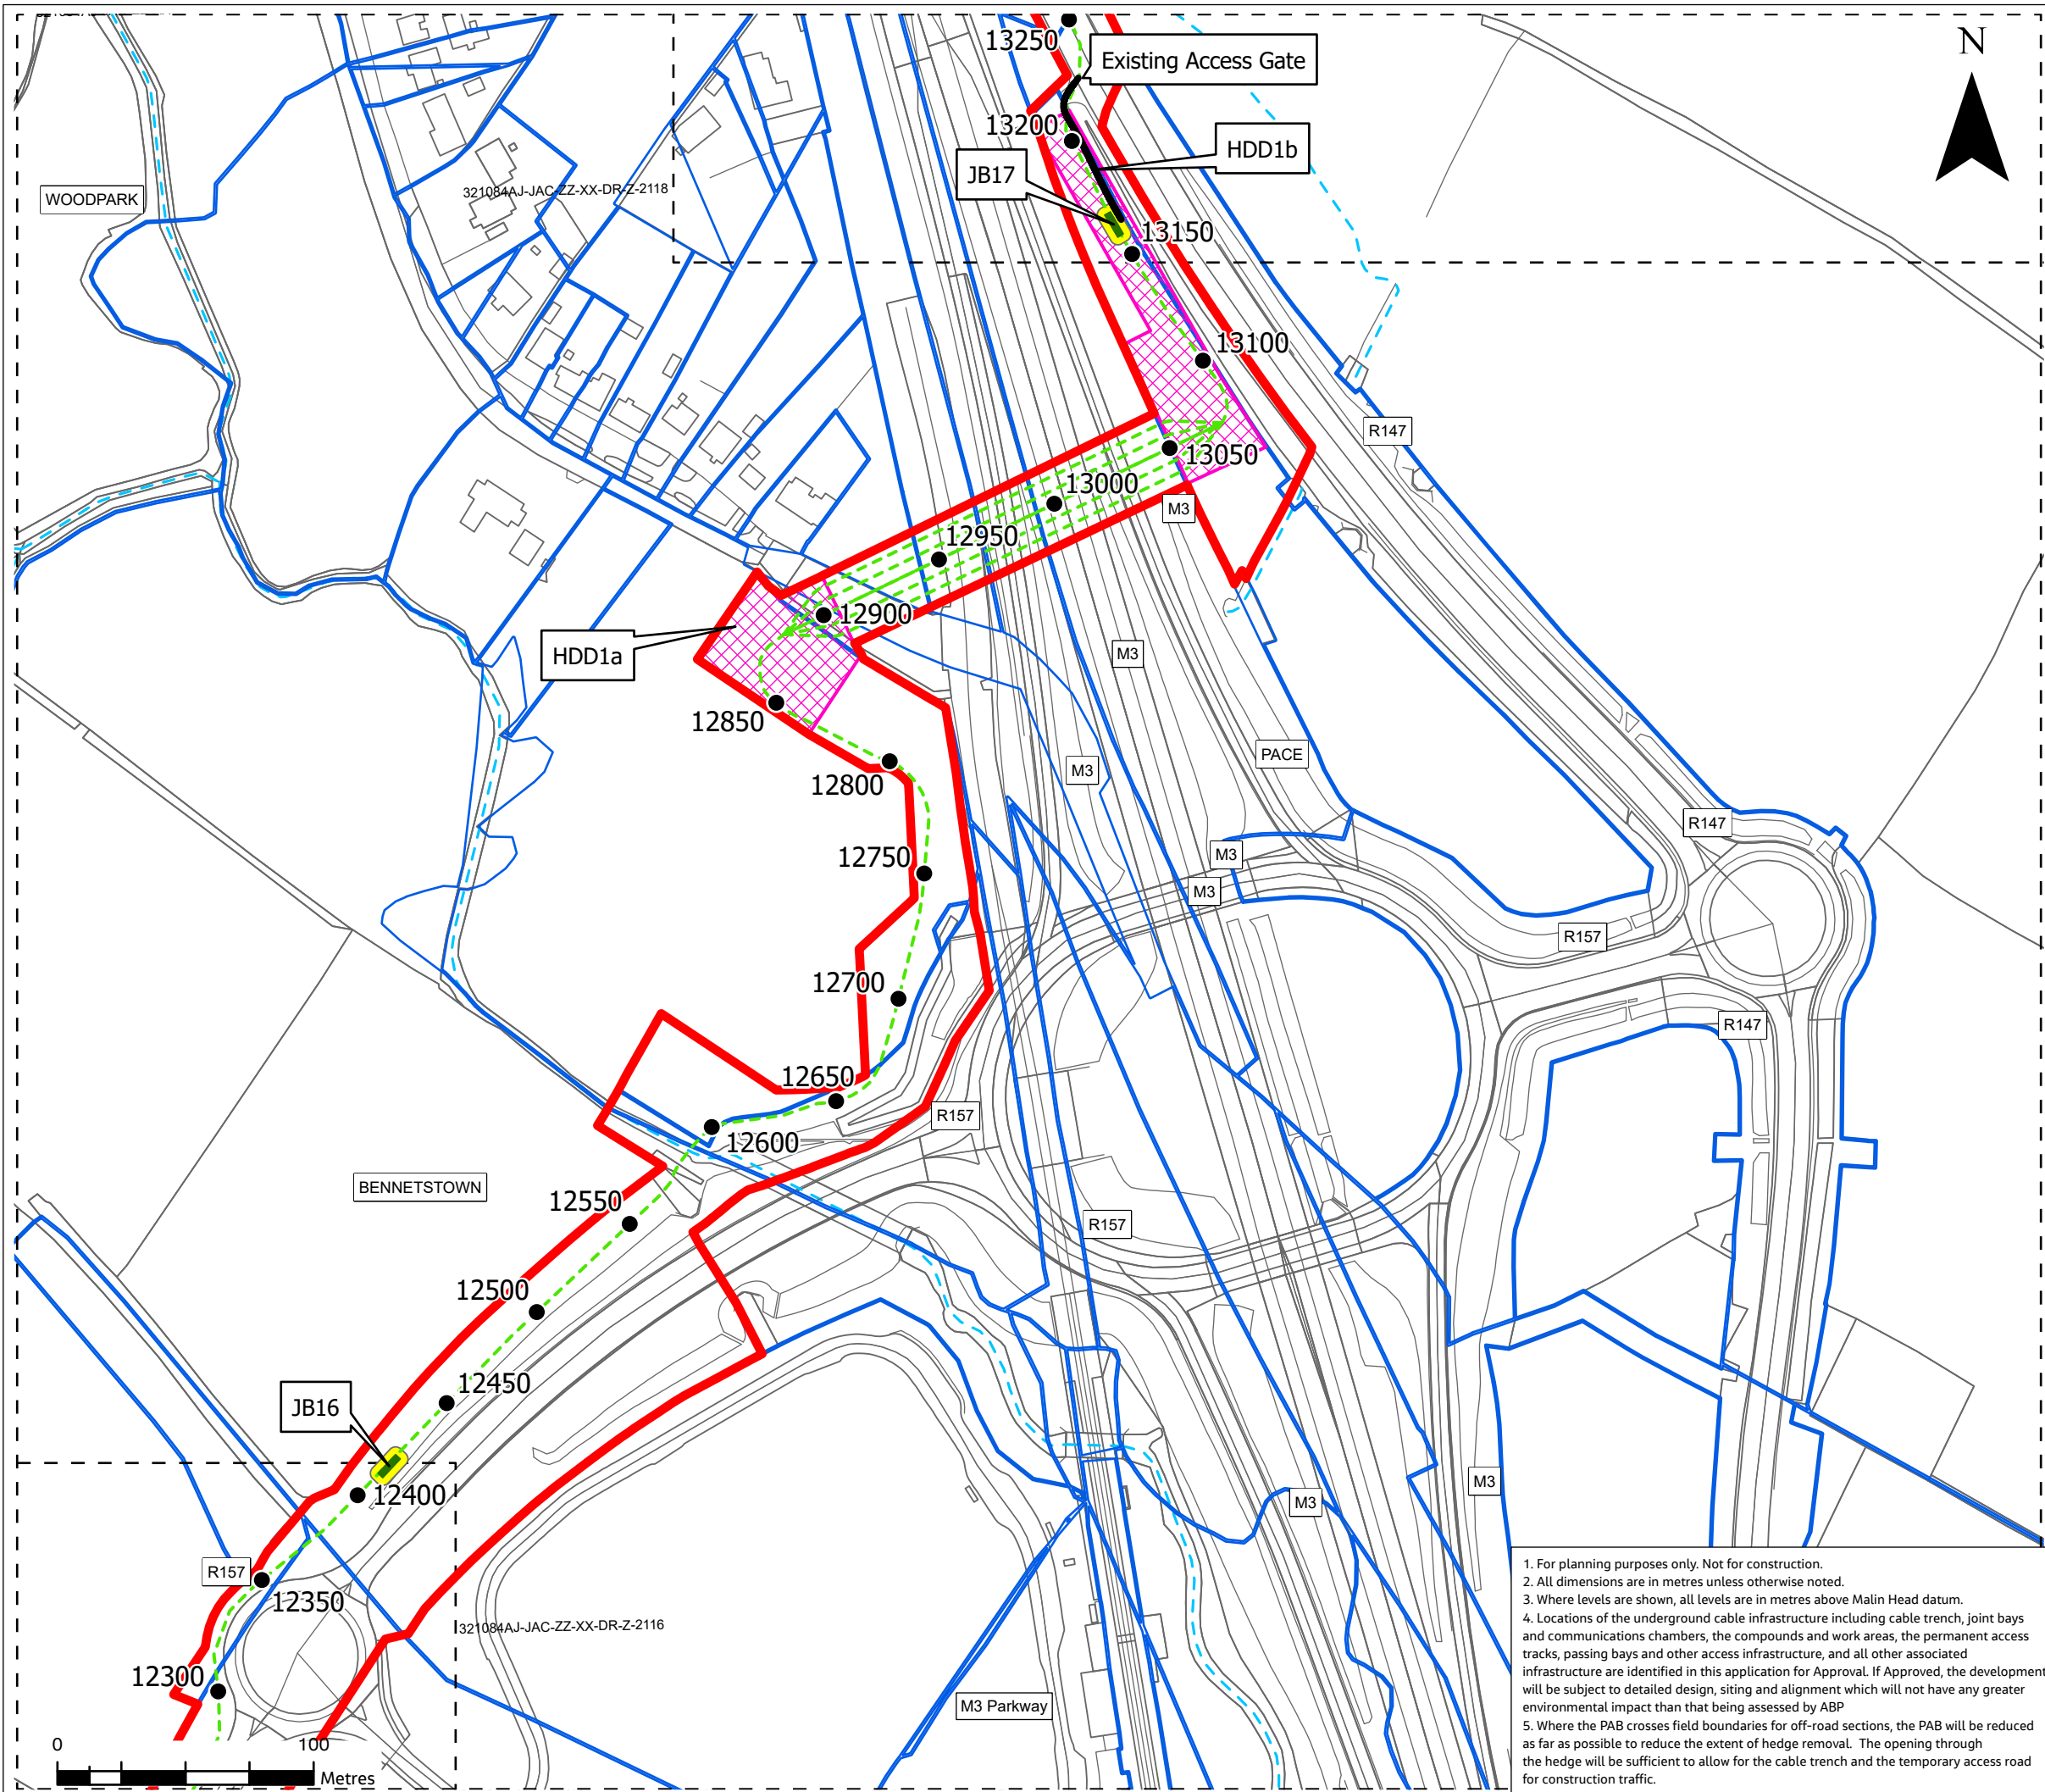 13250
N
Existing Access Gate
13200
HDD1b
JB17
WOODPARK
321084AJ-JAC-ZZ-XX-DR-Z-2118
13150
13100
R147
13050
13000
M3
12950
12900
HDD1a
M3
12850
PACE
M3
12800
R147
12750
M3
M3
R157
12700
R147
12650
R157
12600
BENNETSTOWN
12550
R157
12500
12450
JB16
M3
12400
M3
R157
12350
321084AJ-JAC-ZZ-XX-DR-Z-2116
12300
M3 Parkway
0 100
Metres
1. For planning purposes only. Not for construction.
2. All dimensions are in metres unless otherwise noted.
3. Where levels are shown, all levels are in metres above Malin Head datum.
4. Locations of the underground cable infrastructure including cable trench, joint bays
and communications chambers, the compounds and work areas, the permanent access
tracks, passing bays and other access infrastructure, and all other associated
infrastructure are identified in this application for Approval. If Approved, the development
will be subject to detailed design, siting and alignment which will not have any greater
environmental impact than that being assessed by ABP
5. Where the PAB crosses field boundaries for off-road sections, the PAB will be reduced
as far as possible to reduce the extent of hedge removal. The opening through
the hedge will be sufficient to allow for the cable trench and the temporary access road
for construction traffic.